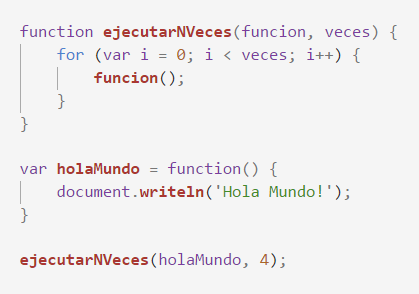 function ejecutarNVeces(funcion, veces) {
    for (var i = 0; i < veces; i++) {
        funcion();
    }
}

var holaMundo = function() {
    document.writeln('Hola Mundo!');
}

ejecutarNVeces(holaMundo, 4);